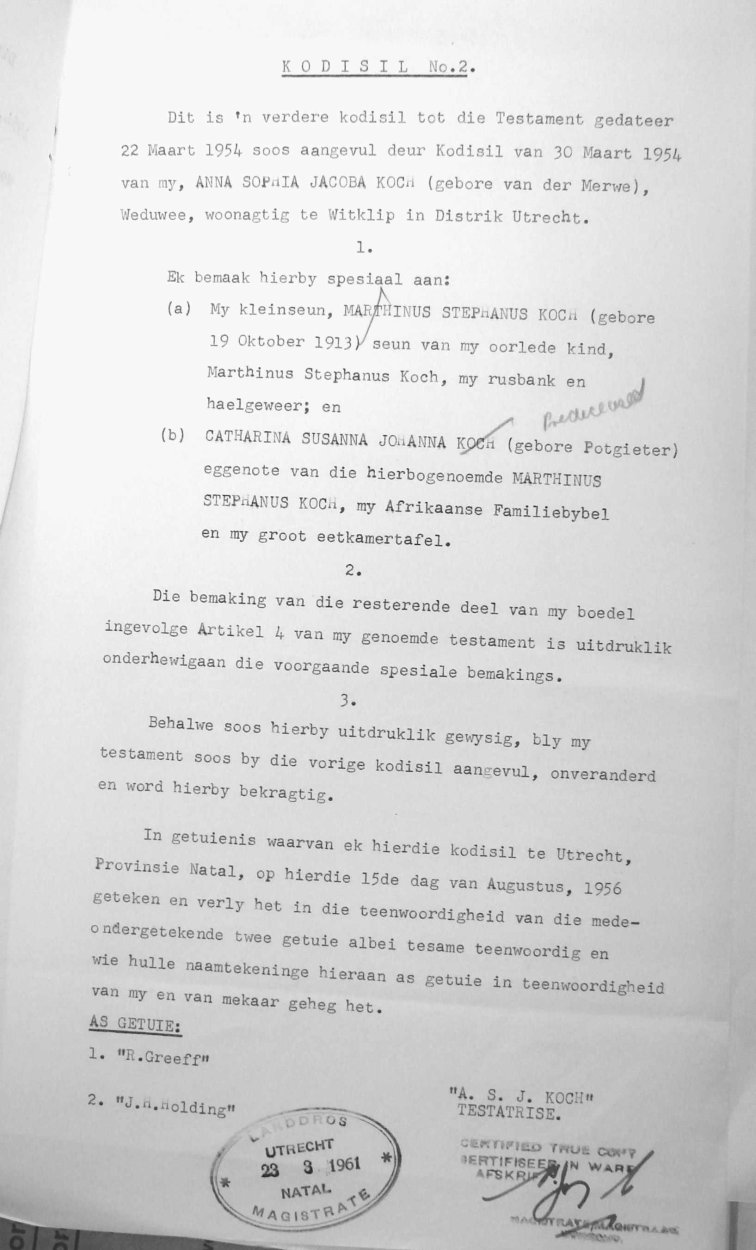 K O D I S I L No.2.
Dit is 'n verdere kodisil tot die Testament gedateer
22 Maart 1954 soos aangevul deur Kodisil van 30 Maart 1954
van my, ANNA SOPHIA JACOBA KOCH (gebore van der Merwe),
Weduwee, woonagtig te Witklip in Distrik Utrecht.
1.
Ek bemaak hierby spesiaal aan:
(a) My kleinseun, MARTHINUS STEPHANUS KOCH (gebore
19 Oktober 1913) seun van my oorlede kind,
Marthinus Stephanus Koch, my rusbank en
haelgeweer; en
Predeceased
(b) CATHARINA SUSANNA JOHANNA KOCH (gebore Potgieter)
eggenote van die hierbogenoemde MARTHINUS
STEPHANUS KOCH, my Afrikaanse Familiebybel
en my groot eetkamertafel.
2.
Die bemaking van die resterende deel van my boedel
ingevolge Artikel 4 van my genoemde testament is uitdruklik
onderhewigaan die voorgaande spesiale bemakings.
3.
Behalwe soos hierby uitdruklik gewysig, bly my
testament soos by die vorige kodisil aangevul, onveranderd
en word hierby bekragtig.
In getuienis waarvan ek hierdie kodisil te Utrecht,
Provinsie Natal, op hierdie 15de dag van Augustus, 1956
geteken en verly het in die teenwoordigheid van die mede-
ondergetekende twee getuie albei tesame teenwoordig en
wie hulle naamtekeninge hieraan as getuie in teenwoordigheid
van my en van mekaar geheg het.
AS GETUIE:
1. "R.Greeff"
2. "J.H.Holding"
"A. S. J. KOCH"
TESTATRISE.
LANDDROS
UTRECHT
23 3 1961
NATAL
MAGISTRATE
CERTIFIED TRUE COPY
SERTIFISEER IN WARE
AFSKRIF